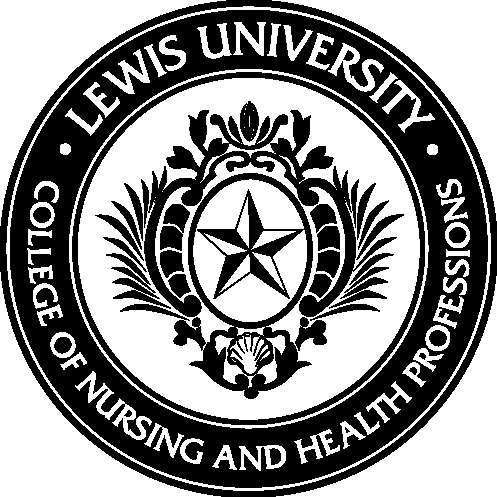 LEWIS UNIVERSITY
COLLEGE OF NURSING AND HEALTH PROFESSIONS